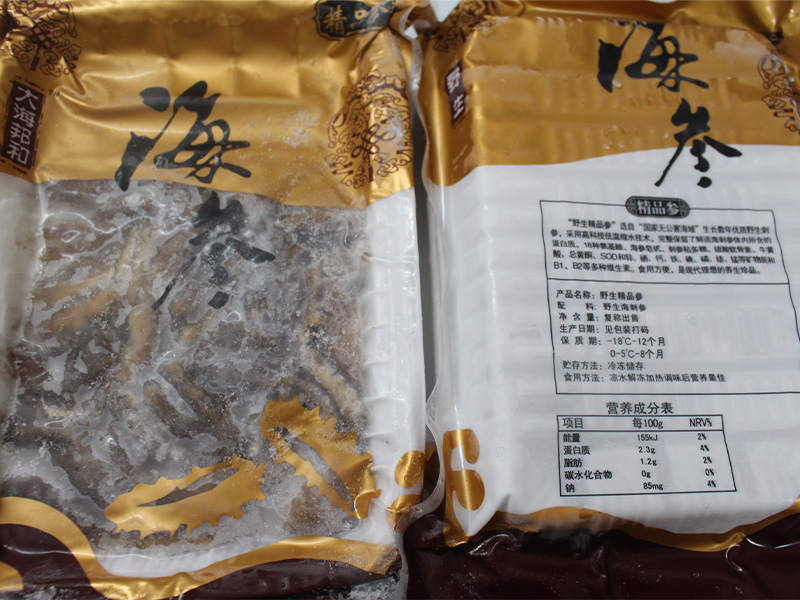 精
大海昭和
海参
野生
海参
精品参
"野生精品参"选自"国家无公害海域"生长数年优质野生刺
参,采用高科技低温缩水技术,完整保留了鲜活海刺参体内所含的
蛋白质、18种氨基酸、海参皂甙、刺参粘多糖、硫酸软骨素、牛黄
酸、总黄酮、SOD和锌、硒、钙、铁、碘、磷、锗、锰等矿物质和
B1、B2等多种维生素。食用方便,是现代理想的养生珍品。
产品名称:野生精品参
配 料:野生海刺参
净 含 量:复称出售
生产日期:见包装打码
保 质 期:-18℃-12个月
0-5℃-8个月
贮存方法:冷冻储存
食用方法:凉水解冻加热调味后营养最佳
营养成分表
项目 每100g NRV%
能量 155kJ 2%
蛋白质 2.3g 4%
脂肪 1.2g 2%
碳水化合物 0g 0%
钠 85mg 4%